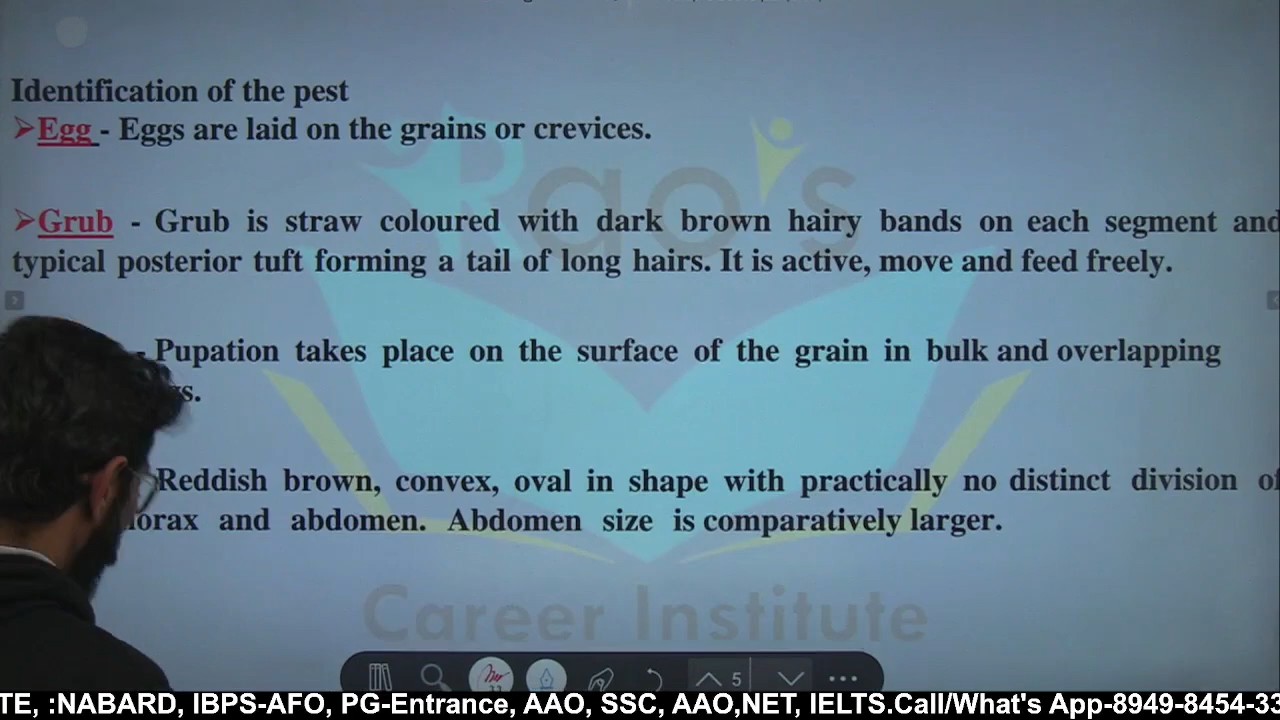 Identification of the pest
➢Egg - Eggs are laid on the grains or crevices.
➢Grub - Grub is straw coloured with dark brown hairy bands on each segment and
typical posterior tuft forming a tail of long hairs. It is active, move and feed freely.
- Pupation takes place on the surface of the grain in bulk and overlapping
Reddish brown, convex, oval in shape with practically no distinct division of
and abdomen. Abdomen size is comparatively larger.
Rao's
Career Institute
5
TE, :NABARD, IBPS-AFO, PG-Entrance, AAO, SSC, AAO,NET, IELTS.Call/What's App-8949-8454-33